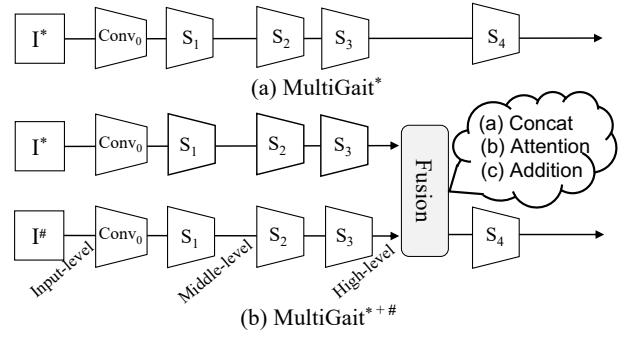 I* Conv₀ S₁ S₂ S₃ S₄
(a) MultiGait*
I* Conv₀ S₁ S₂ S₃
Fusion
(a) Concat
(b) Attention
(c) Addition
I# Conv₀ S₁ S₂ S₃ S₄
Input-level Middle-level High-level
(b) MultiGait*+#